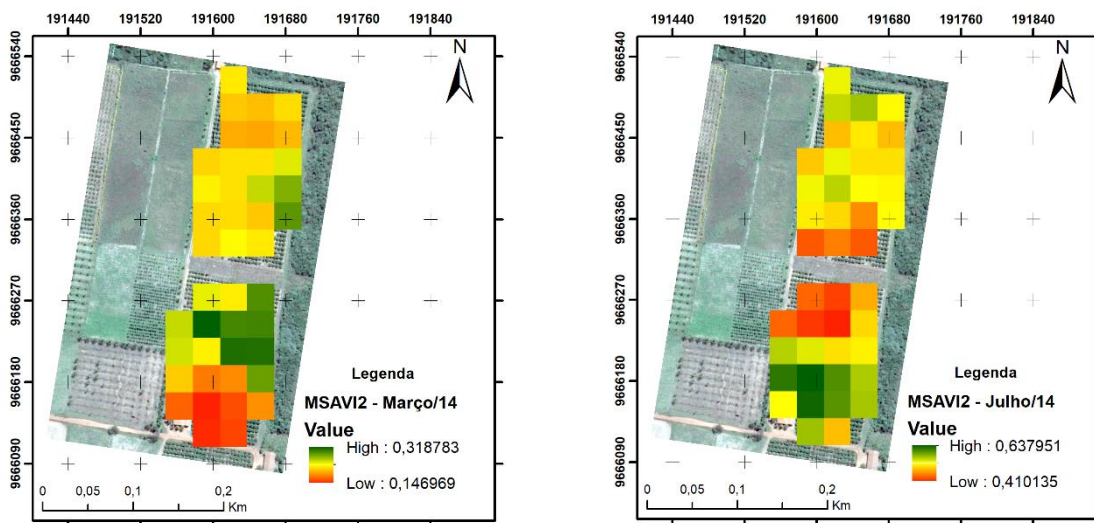 191440 191520 191600 191680 191760 191840
9666540
9666450
9666360
9666270
9666180
9666090
N
Legenda
MSAVI2 - Março/14
Value
High : 0,318783
Low : 0,146969
0 0,05 0,1 0,2
Km
191440 191520 191600 191680 191760 191840
9666540
9666450
9666360
9666270
9666180
9666090
N
Legenda
MSAVI2 - Julho/14
Value
High : 0,637951
Low : 0,410135
0 0,05 0,1 0,2
Km